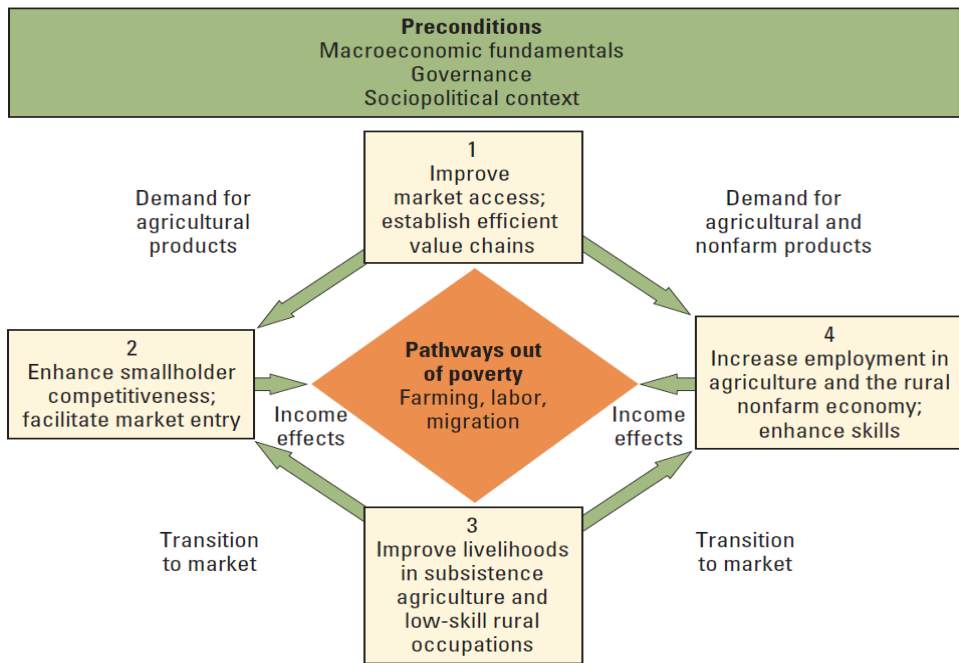 Preconditions
Macroeconomic fundamentals
Governance
Sociopolitical context
1
Improve
market access;
establish efficient
value chains
Demand for
agricultural
products
Demand for
agricultural and
nonfarm products
2
Enhance smallholder
competitiveness;
facilitate market entry
Income
effects
Pathways out
of poverty
Farming, labor,
migration
Income
effects
4
Increase employment in
agriculture and the rural
nonfarm economy;
enhance skills
Transition
to market
3
Improve livelihoods
in subsistence
agriculture and
low-skill rural
occupations
Transition
to market